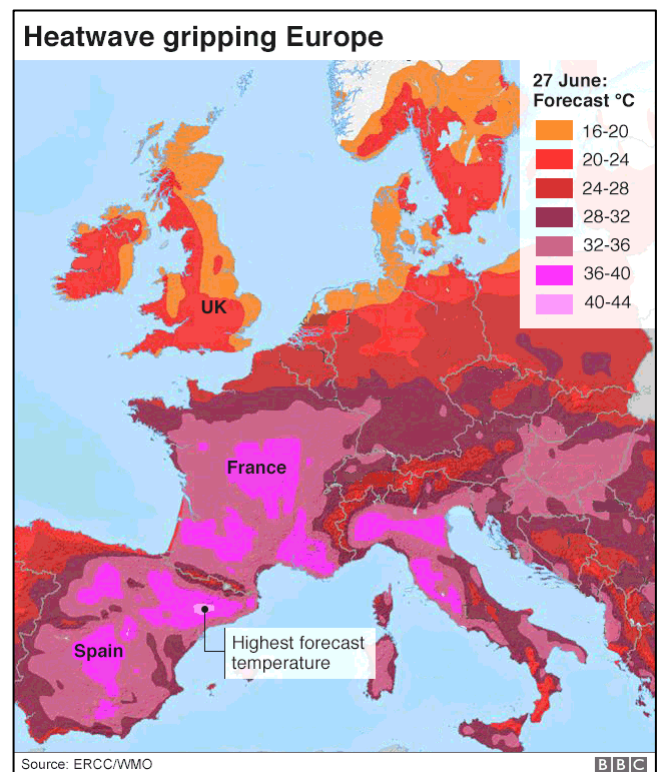 Heatwave gripping Europe
27 June:
Forecast °C
16-20
20-24
24-28
28-32
32-36
36-40
40-44
UK
France
Spain
Highest forecast
temperature
Source: ERCC/WMO
BBC